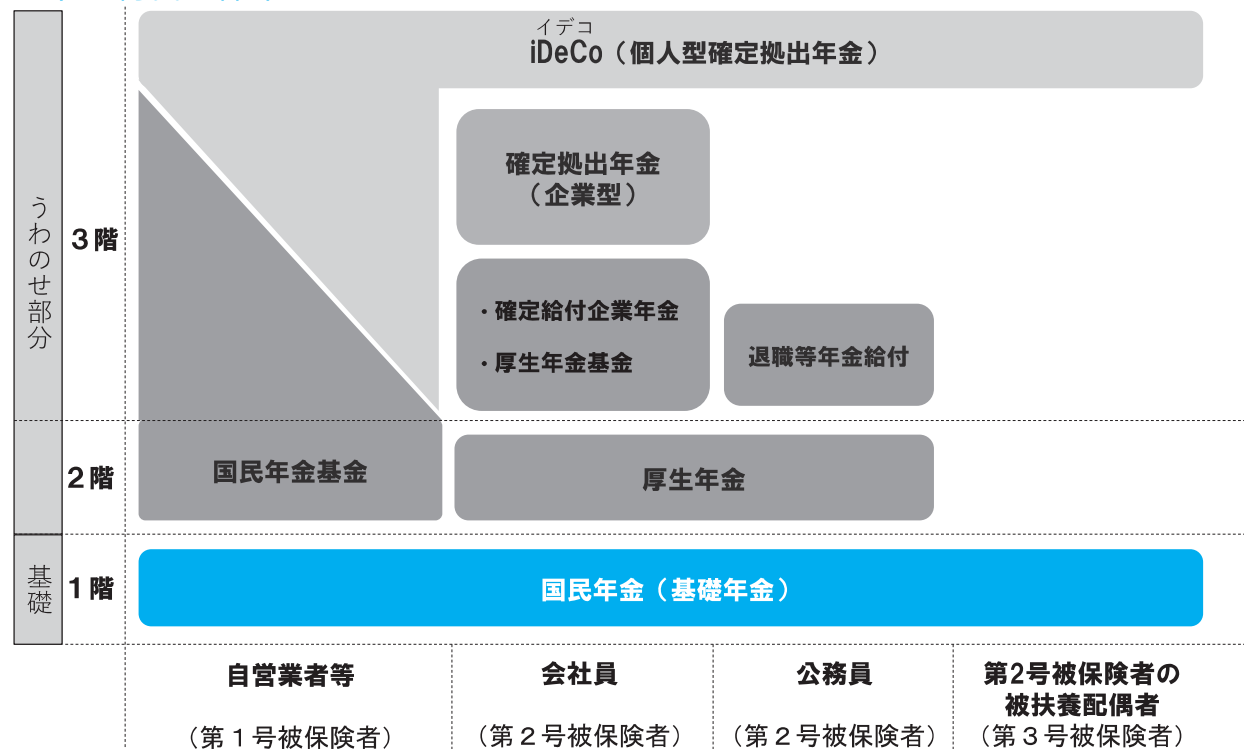 イデコ
iDeCo（個人型確定拠出年金）
確定拠出年金
（企業型）
うわのせ部分
3階
・確定給付企業年金
・厚生年金基金
退職等年金給付
2階
国民年金基金
厚生年金
基礎
1階
国民年金（基礎年金）
自営業者等
（第１号被保険者）
会社員
（第２号被保険者）
公務員
（第２号被保険者）
第2号被保険者の
被扶養配偶者
（第３号被保険者）